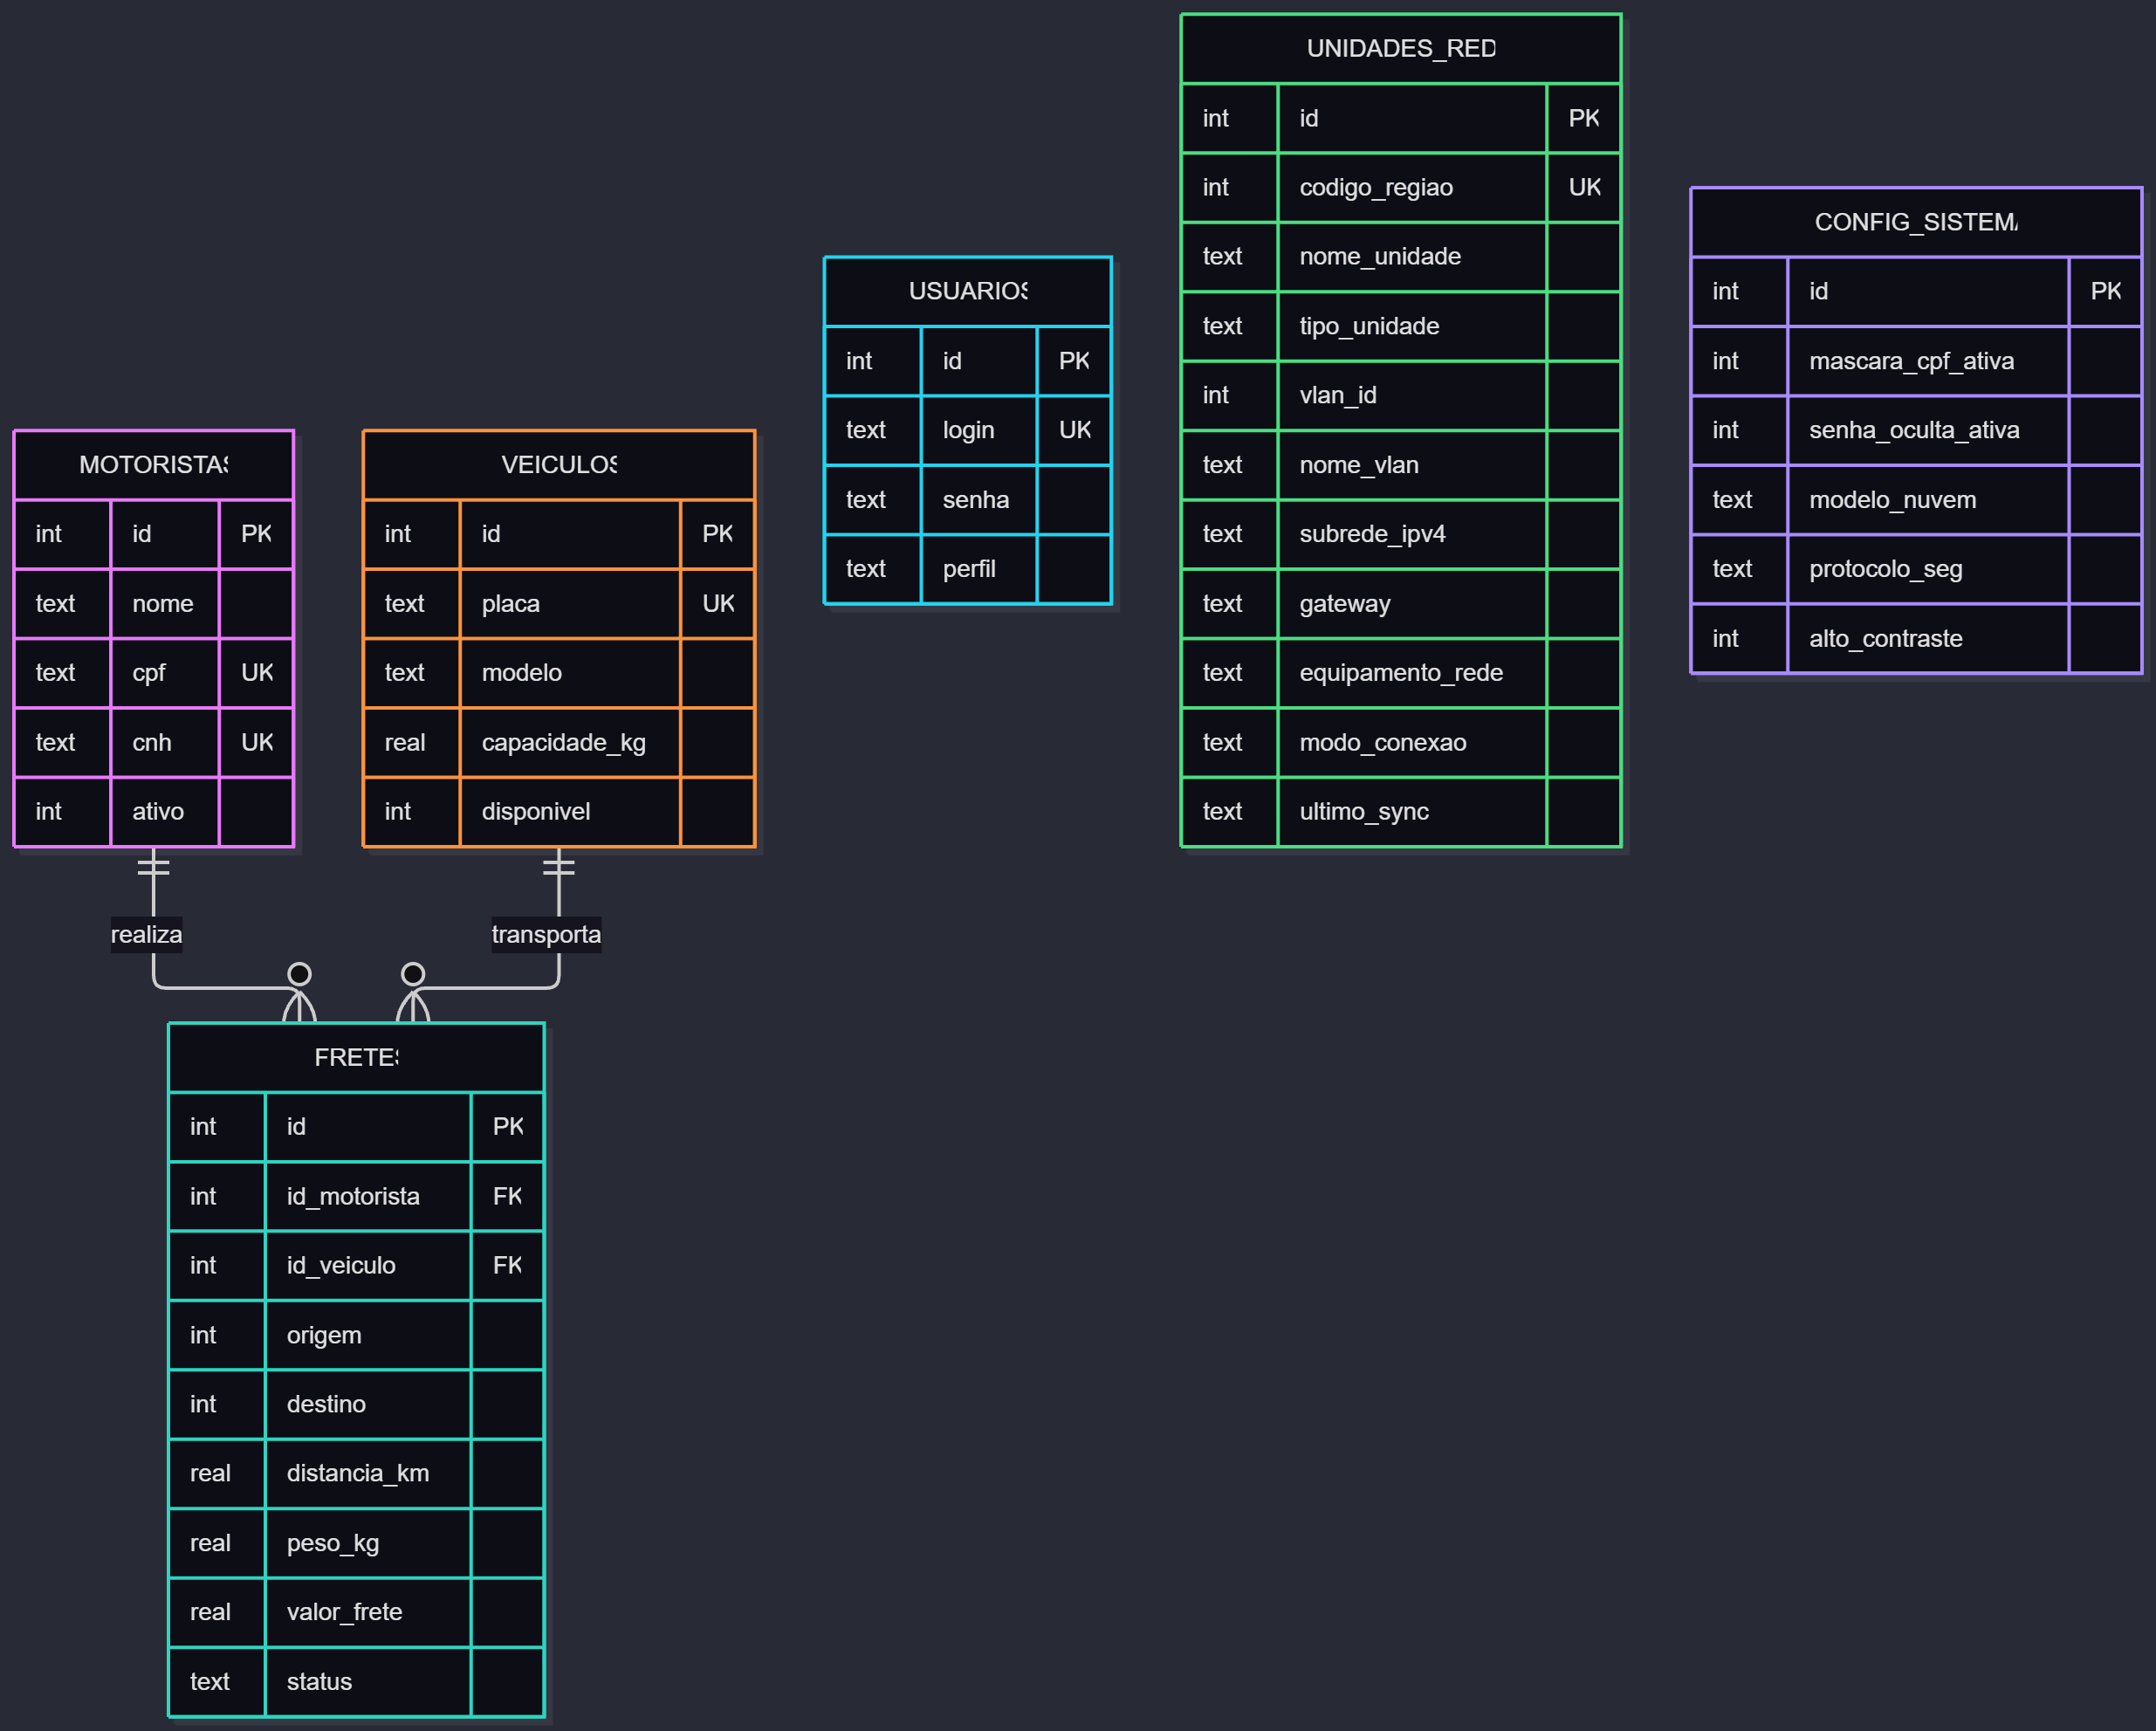 MOTORISTAS
int id PK
text nome
text cpf UK
text cnh UK
int ativo
VEICULOS
int id PK
text placa UK
text modelo
real capacidade_kg
int disponivel
USUARIOS
int id PK
text login UK
text senha
text perfil
UNIDADES_RED
int id PK
int codigo_regiao UK
text nome_unidade
text tipo_unidade
int vlan_id
text nome_vlan
text subrede_ipv4
text gateway
text equipamento_rede
text modo_conexao
text ultimo_sync
CONFIG_SISTEMA
int id PK
int mascara_cpf_ativa
int senha_oculta_ativa
text modelo_nuvem
text protocolo_seg
int alto_contraste
realiza
transporta
FRETES
int id PK
int id_motorista FK
int id_veiculo FK
int origem
int destino
real distancia_km
real peso_kg
real valor_frete
text status